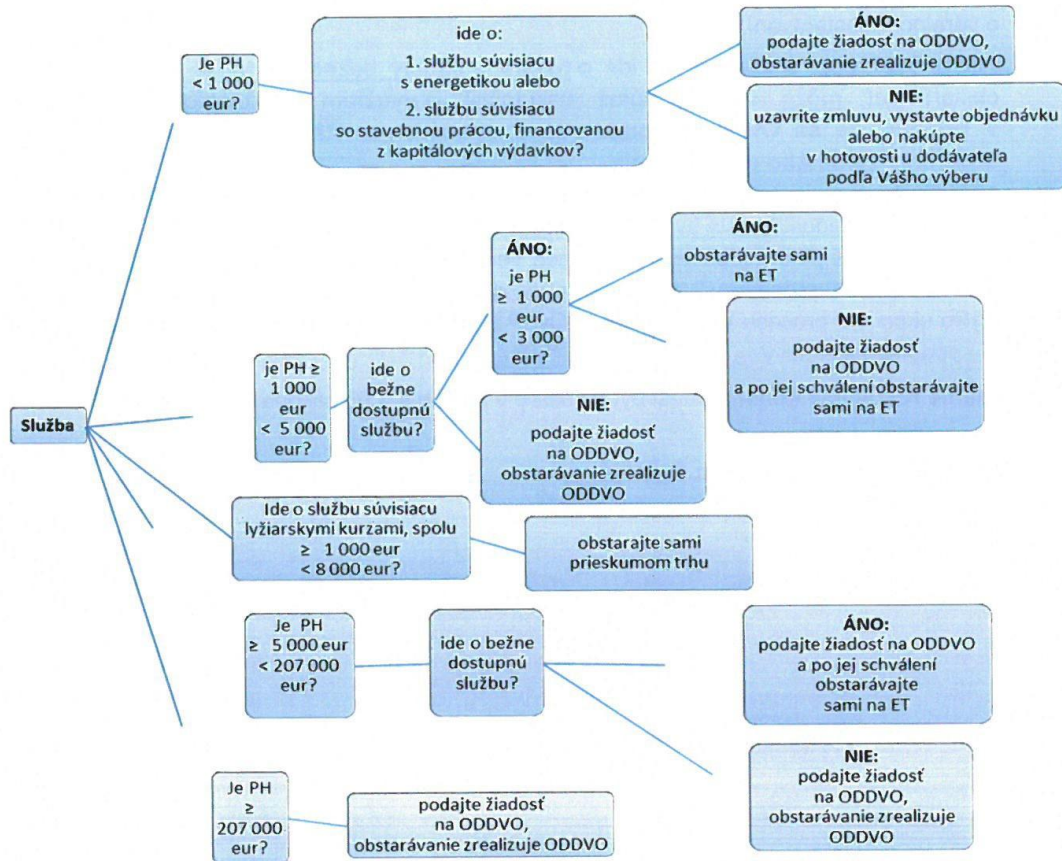 Služba
Je PH
< 1 000
eur?
ide o:
1. službu súvisiacu
s energetikou alebo
2. službu súvisiacu
so stavebnou prácou, financovanou
z kapitálových výdavkov?
ÁNO:
podajte žiadosť na ODDVO,
obstarávanie zrealizuje ODDVO
NIE:
uzavrite zmluvu, vystavte objednávku
alebo nakúpte
v hotovosti u dodávateľa
podľa Vášho výberu
je PH ≥
1 000
eur
< 5 000
eur?
ide o
bežne
dostupnú
službu?
ÁNO:
je PH
≥ 1 000
eur
< 3 000
eur?
ÁNO:
obstarávajte sami
na ET
NIE:
podajte žiadosť
na ODDVO
a po jej schválení obstarávajte
sami na ET
NIE:
podajte žiadosť
na ODDVO,
obstarávanie zrealizuje
ODDVO
Ide o službu súvisiacu
lyžiarskymi kurzami, spolu
≥ 1 000 eur
< 8 000 eur?
obstarajte sami
prieskumom trhu
Je PH
≥ 5 000 eur
< 207 000
eur?
ide o bežne
dostupnú
službu?
ÁNO:
podajte žiadosť na ODDVO
a po jej schválení
obstarávajte
sami na ET
NIE:
podajte žiadosť
na ODDVO,
obstarávanie zrealizuje
ODDVO
Je PH
≥
207 000
eur?
podajte žiadosť
na ODDVO,
obstarávanie zrealizuje ODDVO